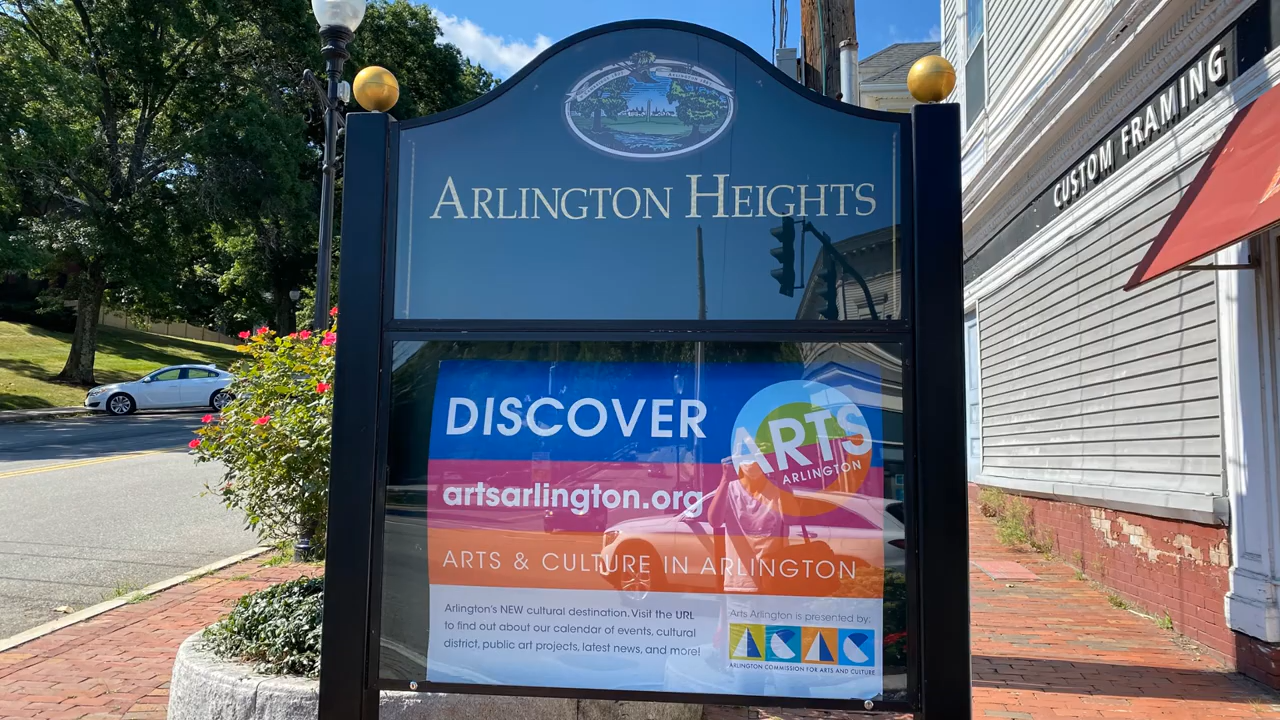 ARLINGTON HEIGHTS
CUSTOM FRAMING
DISCOVER
ARTS
ARLINGTON
artsarlington.org
ARTS & CULTURE IN ARLINGTON
Arlington's NEW cultural destination. Visit the URL
to find out about our calendar of events, cultural
district, public art projects, latest news, and more!
Arts Arlington is presented by:
ACAC
ARLINGTON COMMISSION FOR ARTS AND CULTURE